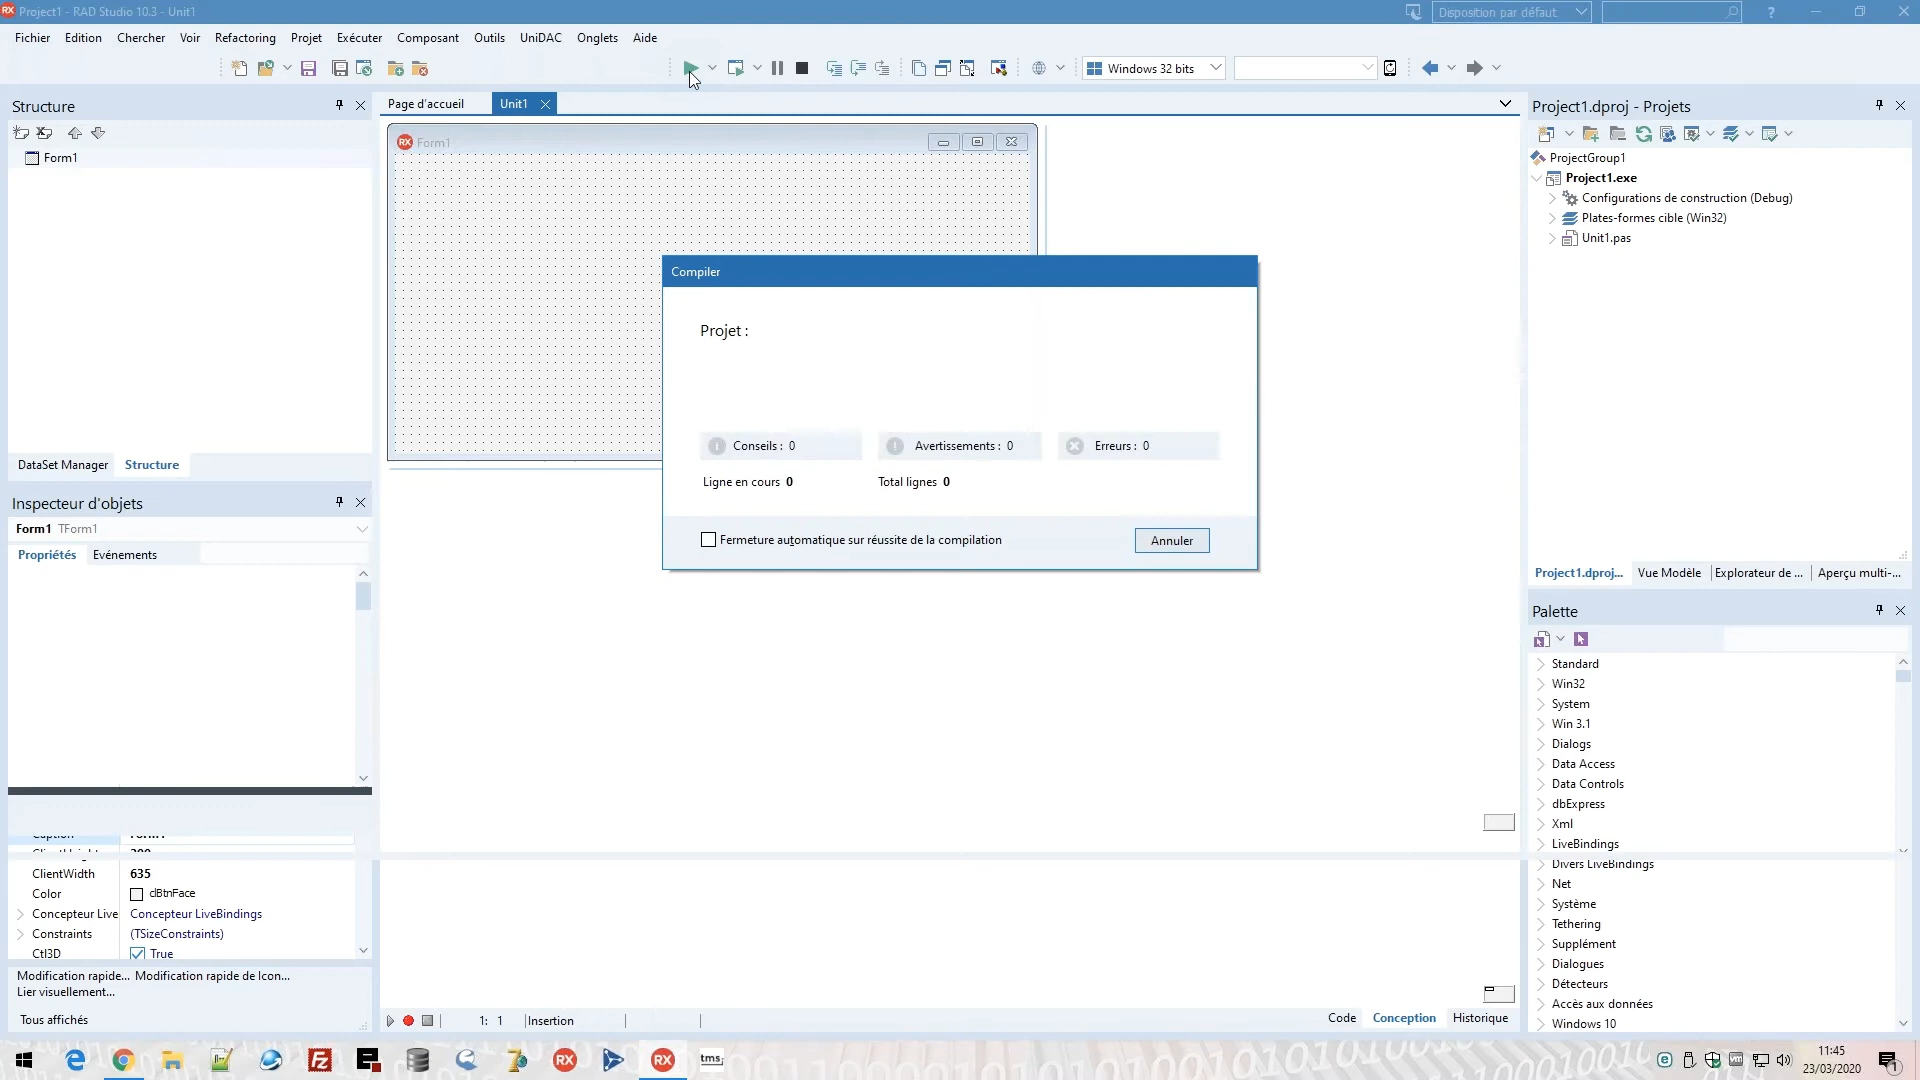 Project1 - RAD Studio 10.3 - Unit1
Disposition par défaut
?
Fichier Edition Chercher Voir Refactoring Projet Exécuter Composant Outils UniDAC Onglets Aide
Windows 32 bits
Structure
Form1
DataSet Manager Structure
Inspecteur d'objets
Form1 TForm1
Propriétés Evénements
ClientWidth 635
Color clBtnFace
Concepteur Live Concepteur LiveBindings
Constraints (TSizeConstraints)
Ctl3D True
Modification rapide... Modification rapide de Icon...
Lier visuellement...
Tous affichés
Page d'accueil Unit1
Form1
Compiler
Projet :
Conseils : 0 Avertissements : 0 Erreurs : 0
Ligne en cours 0 Total lignes 0
Fermeture automatique sur réussite de la compilation Annuler
1: 1 Insertion
Code Conception Historique
Project1.dproj - Projets
ProjectGroup1
Project1.exe
Configurations de construction (Debug)
Plates-formes cible (Win32)
Unit1.pas
Project1.dproj... Vue Modèle Explorateur de ... Aperçu multi-...
Palette
Standard
Win32
System
Win 3.1
Dialogs
Data Access
Data Controls
dbExpress
Xml
LiveBindings
Divers LiveBindings
Net
Système
Tethering
Supplément
Dialogues
Détecteurs
Accès aux données
Windows 10
RX RX tms
11:45
23/03/2020
1